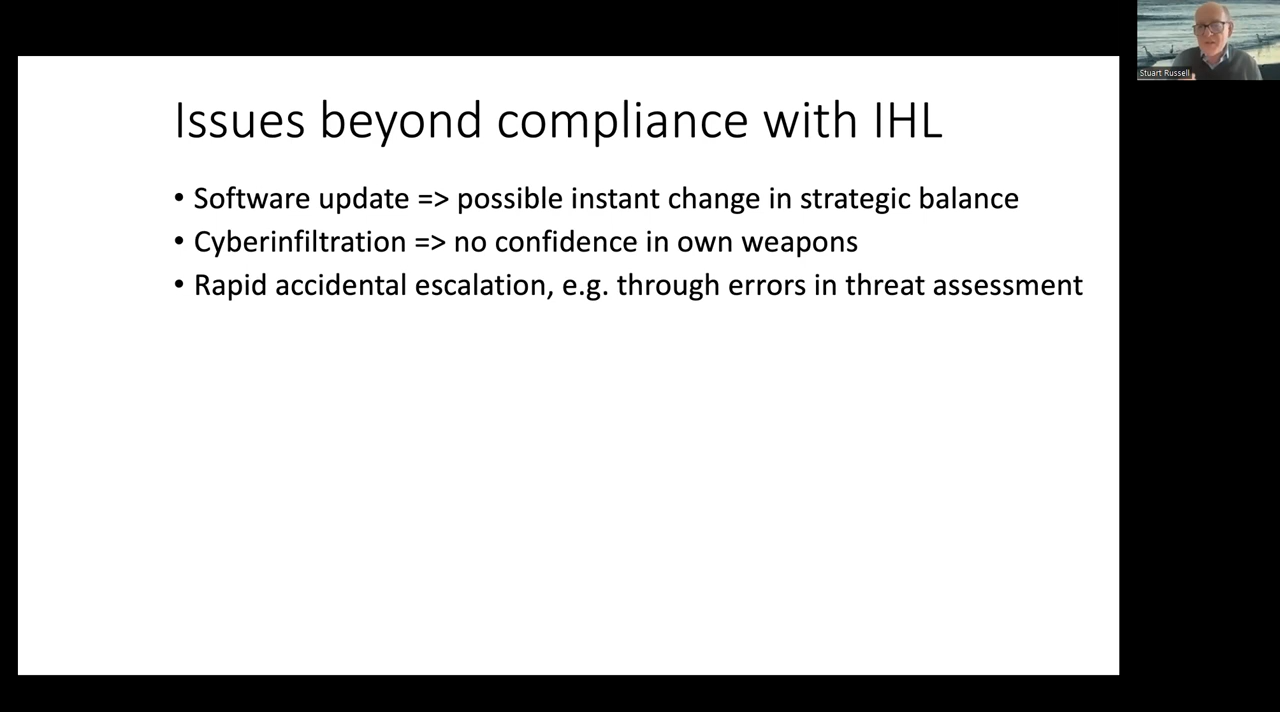 Stuart Russell
Issues beyond compliance with IHL
• Software update => possible instant change in strategic balance
• Cyberinfiltration => no confidence in own weapons
• Rapid accidental escalation, e.g. through errors in threat assessment